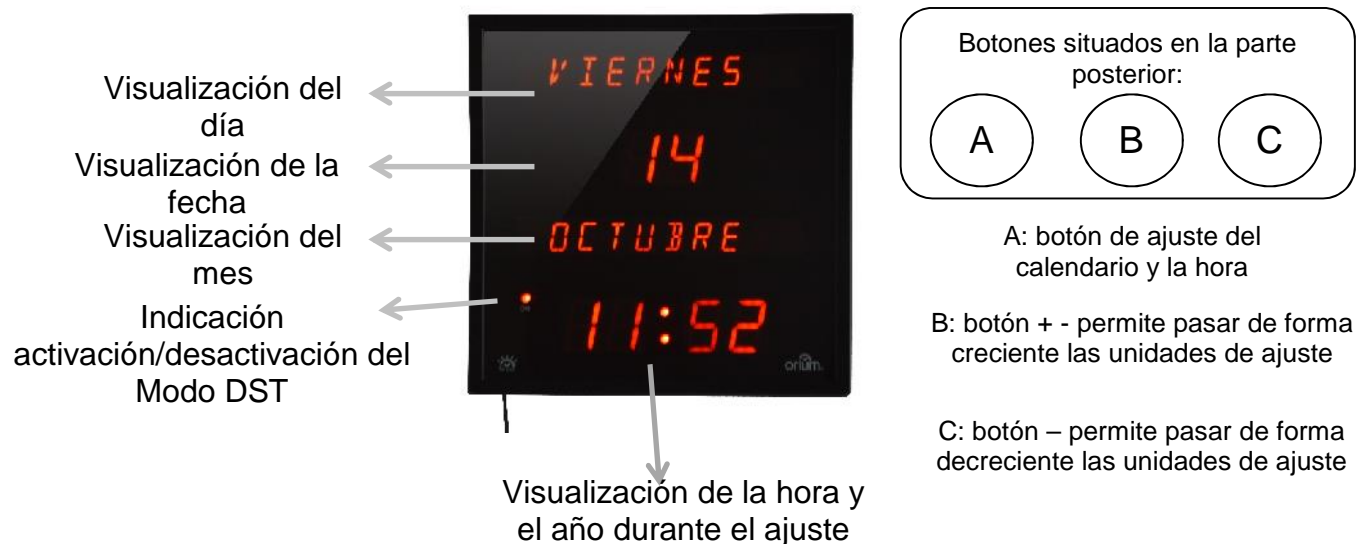 Visualización del
día
Visualización de la
fecha
Visualización del
mes
Indicación
activación/desactivación del
Modo DST
VIERNES
14
OCTUBRE
11:52
orium
Visualización de la hora y
el año durante el ajuste
Botones situados en la parte
posterior:
A B C
A: botón de ajuste del
calendario y la hora
B: botón + - permite pasar de forma
creciente las unidades de ajuste
C: botón – permite pasar de forma
decreciente las unidades de ajuste